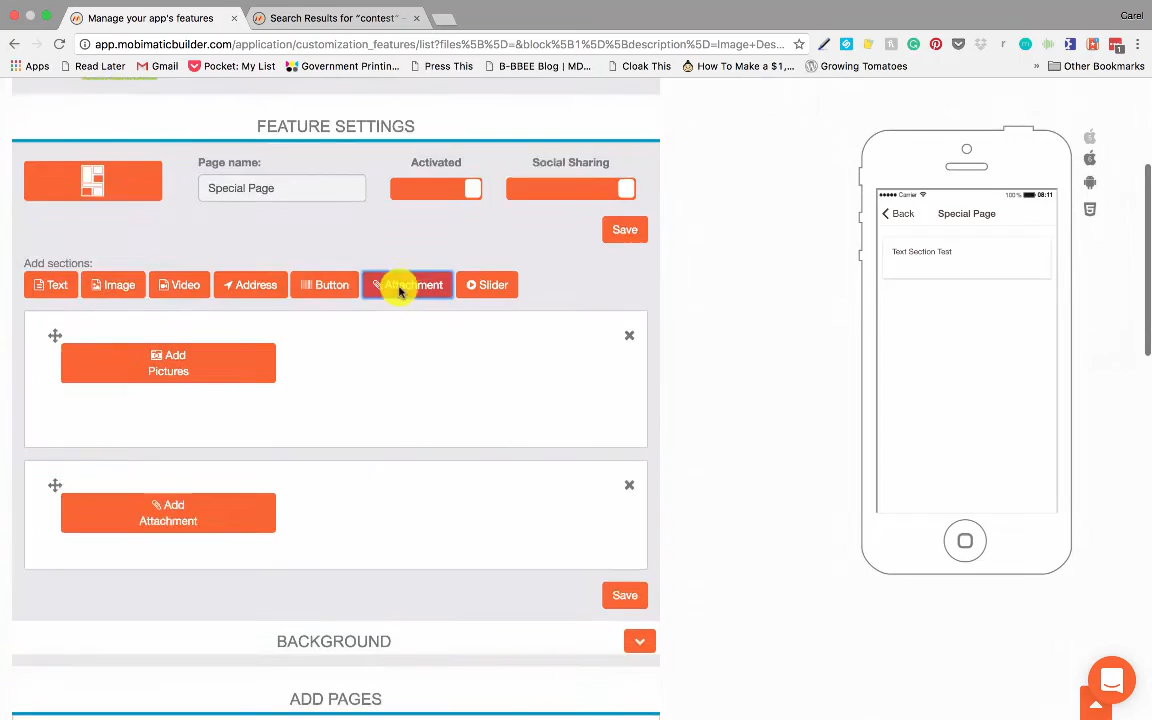 Manage your app's features
Search Results for "contest" –
Carel
app.mobimaticbuilder.com/application/customization_features/list?files%5B%5D=&block%5B1%5D%5Bdescription%5D=Image+Des...
Apps
Read Later
Gmail
Pocket: My List
Government Printin...
Press This
B-BBEE Blog | MD...
Cloak This
How To Make a $1,...
Growing Tomatoes
»
Other Bookmarks
FEATURE SETTINGS
Page name:
Activated
Social Sharing
Special Page
Save
Add sections:
Text
Image
Video
Address
Button
Attachment
Slider
Add
Pictures
Add
Attachment
Save
BACKGROUND
ADD PAGES
Carrier
100%
08:11
Back
Special Page
Text Section Test